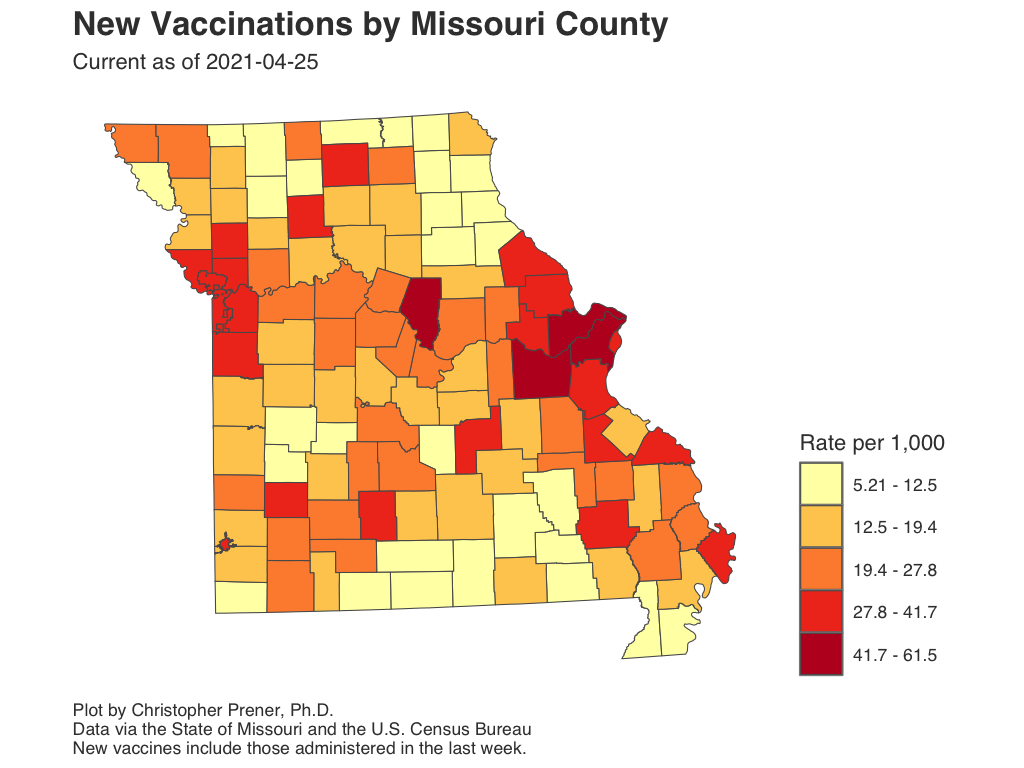 New Vaccinations by Missouri County
Current as of 2021-04-25
Rate per 1,000
5.21 - 12.5
12.5 - 19.4
19.4 - 27.8
27.8 - 41.7
41.7 - 61.5
Plot by Christopher Prener, Ph.D.
Data via the State of Missouri and the U.S. Census Bureau
New vaccines include those administered in the last week.